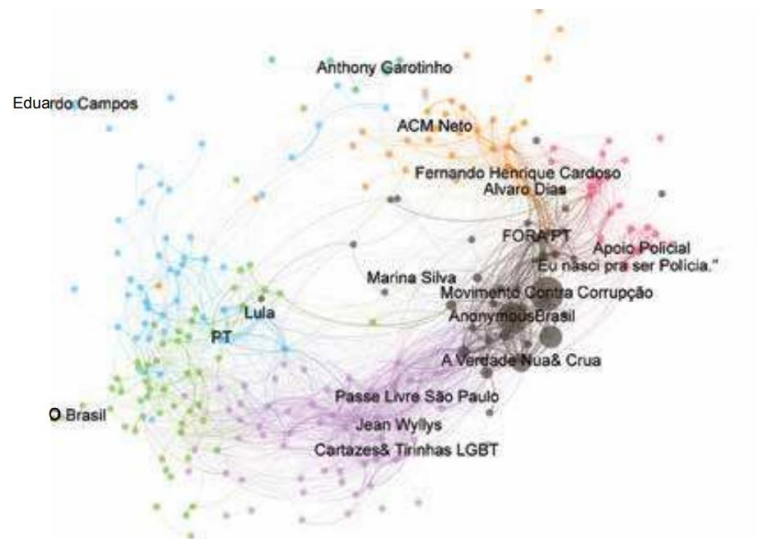 Anthony Garotinho
Eduardo Campos
ACM Neto
Fernando Henrique Cardoso
Alvaro Dias
FORA PT
Apoio Policial
"Eu nasci pra ser Polícia."
Marina Silva
Movimento Contra Corrupção
Lula
AnonymousBrasil
PT
A Verdade Nua& Crua
Passe Livre São Paulo
O Brasil
Jean Wyllys
Cartazes& Tirinhas LGBT